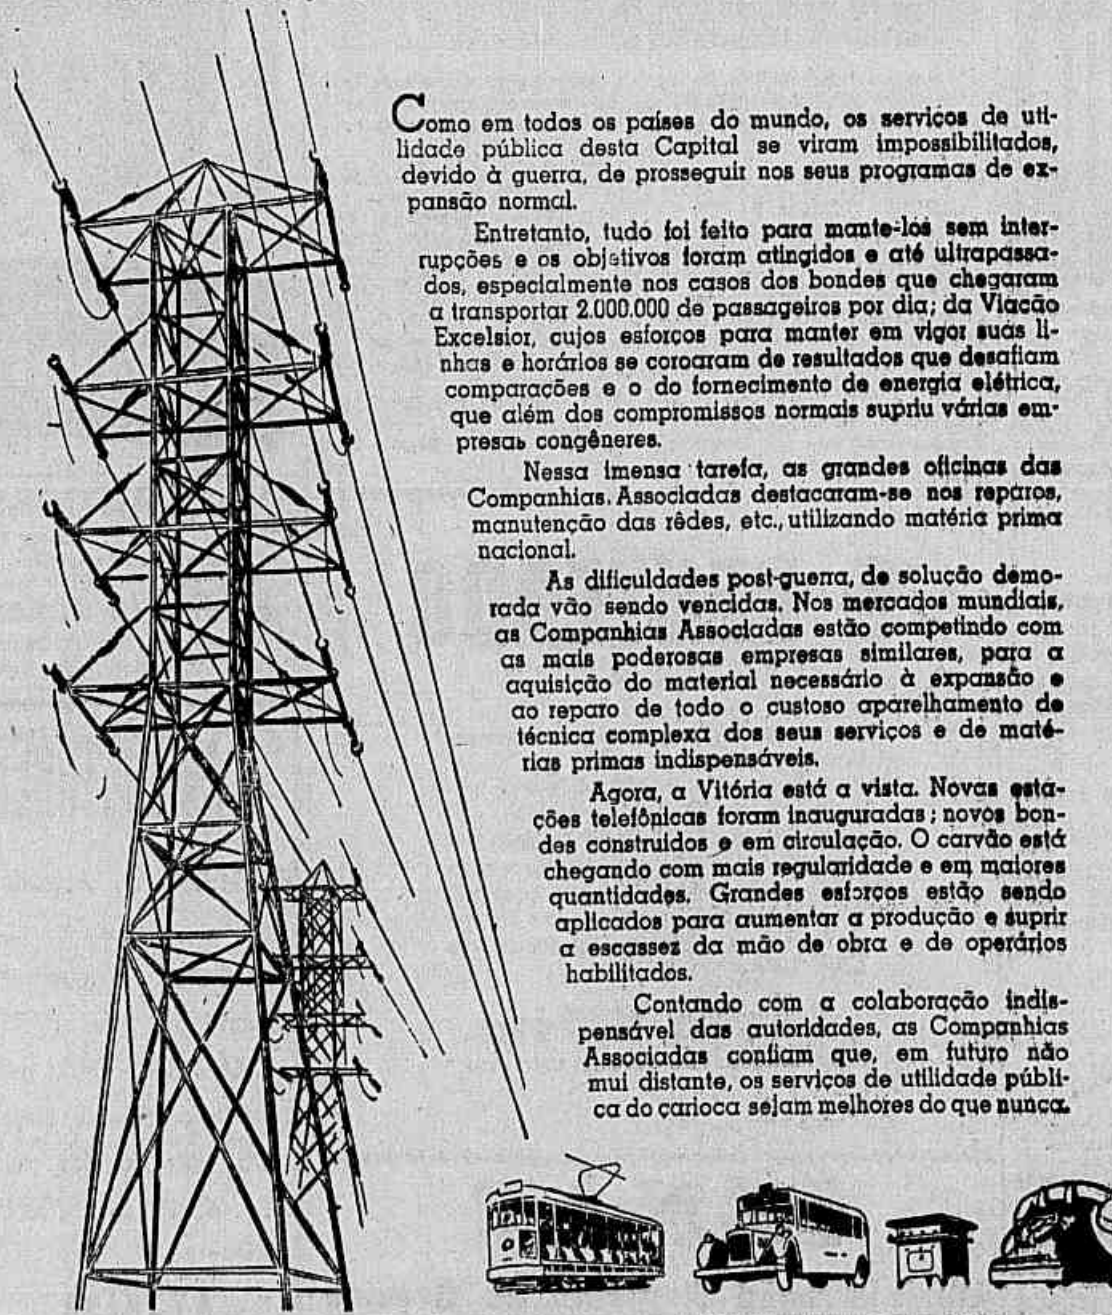 Como em todos os países do mundo, os serviços de uti-
lidade pública desta Capital se viram impossibilitados,
devido à guerra, de prosseguir nos seus programas de ex-
pansão normal.
Entretanto, tudo foi feito para mante-los sem inter-
rupções e os objetivos foram atingidos e até ultrapassa-
dos, especialmente nos casos dos bondes que chegaram
a transportar 2.000.000 de passageiros por dia; da Viação
Excelsior, cujos esforços para manter em vigor suas li-
nhas e horários se coroaram de resultados que desafiam
comparações e o do fornecimento de energia elétrica,
que além dos compromissos normais supriu várias em-
presas congêneres.
Nessa imensa tarefa, as grandes oficinas das
Companhias Associadas destacaram-se nos reparos,
manutenção das rêdes, etc., utilizando matéria prima
nacional.
As dificuldades post-guerra, de solução demo-
rada vão sendo vencidas. Nos mercados mundiais,
as Companhias Associadas estão competindo com
as mais poderosas empresas similares, para a
aquisição do material necessário à expansão e
ao reparo de todo o custoso aparelhamento de
técnica complexa dos seus serviços e de maté-
rias primas indispensáveis.
Agora, a Vitória está a vista. Novas esta-
ções telefônicas foram inauguradas; novos bon-
des construidos e em circulação. O carvão está
chegando com mais regularidade e em maiores
quantidades. Grandes esforços estão sendo
aplicados para aumentar a produção e suprir
a escassez da mão de obra e de operários
habilitados.
Contando com a colaboração indis-
pensável das autoridades, as Companhias
Associadas confiam que, em futuro não
mui distante, os serviços de utilidade públi-
ca do carioca sejam melhores do que nunca.